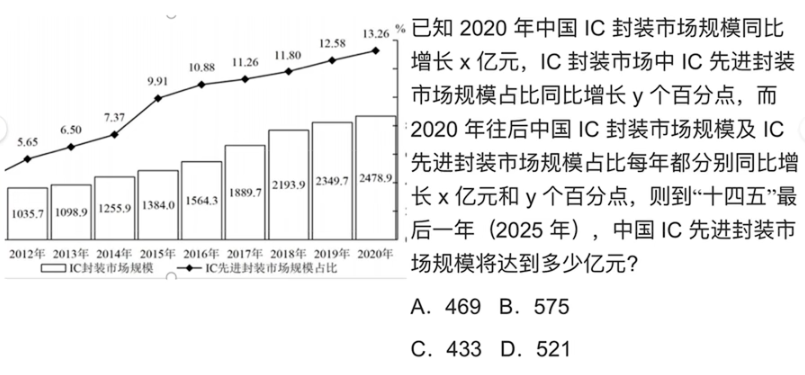 %
13.26
12.58
11.80
11.26
10.88
9.91
7.37
6.50
5.65
1035.7 1098.9 1255.9 1384.0 1564.3 1889.7 2193.9 2349.7 2478.9
2012年 2013年 2014年 2015年 2016年 2017年 2018年 2019年 2020年
IC封装市场规模 IC先进封装市场规模占比
已知 2020 年中国 IC 封装市场规模同比
增长 x 亿元，IC 封装市场中 IC 先进封装
市场规模占比同比增长 y 个百分点，而
2020 年往后中国 IC 封装市场规模及 IC
先进封装市场规模占比每年都分别同比增
长 x 亿元和 y 个百分点，则到“十四五”最
后一年（2025 年），中国 IC 先进封装市
场规模将达到多少亿元？
A．469 B．575
C．433 D．521